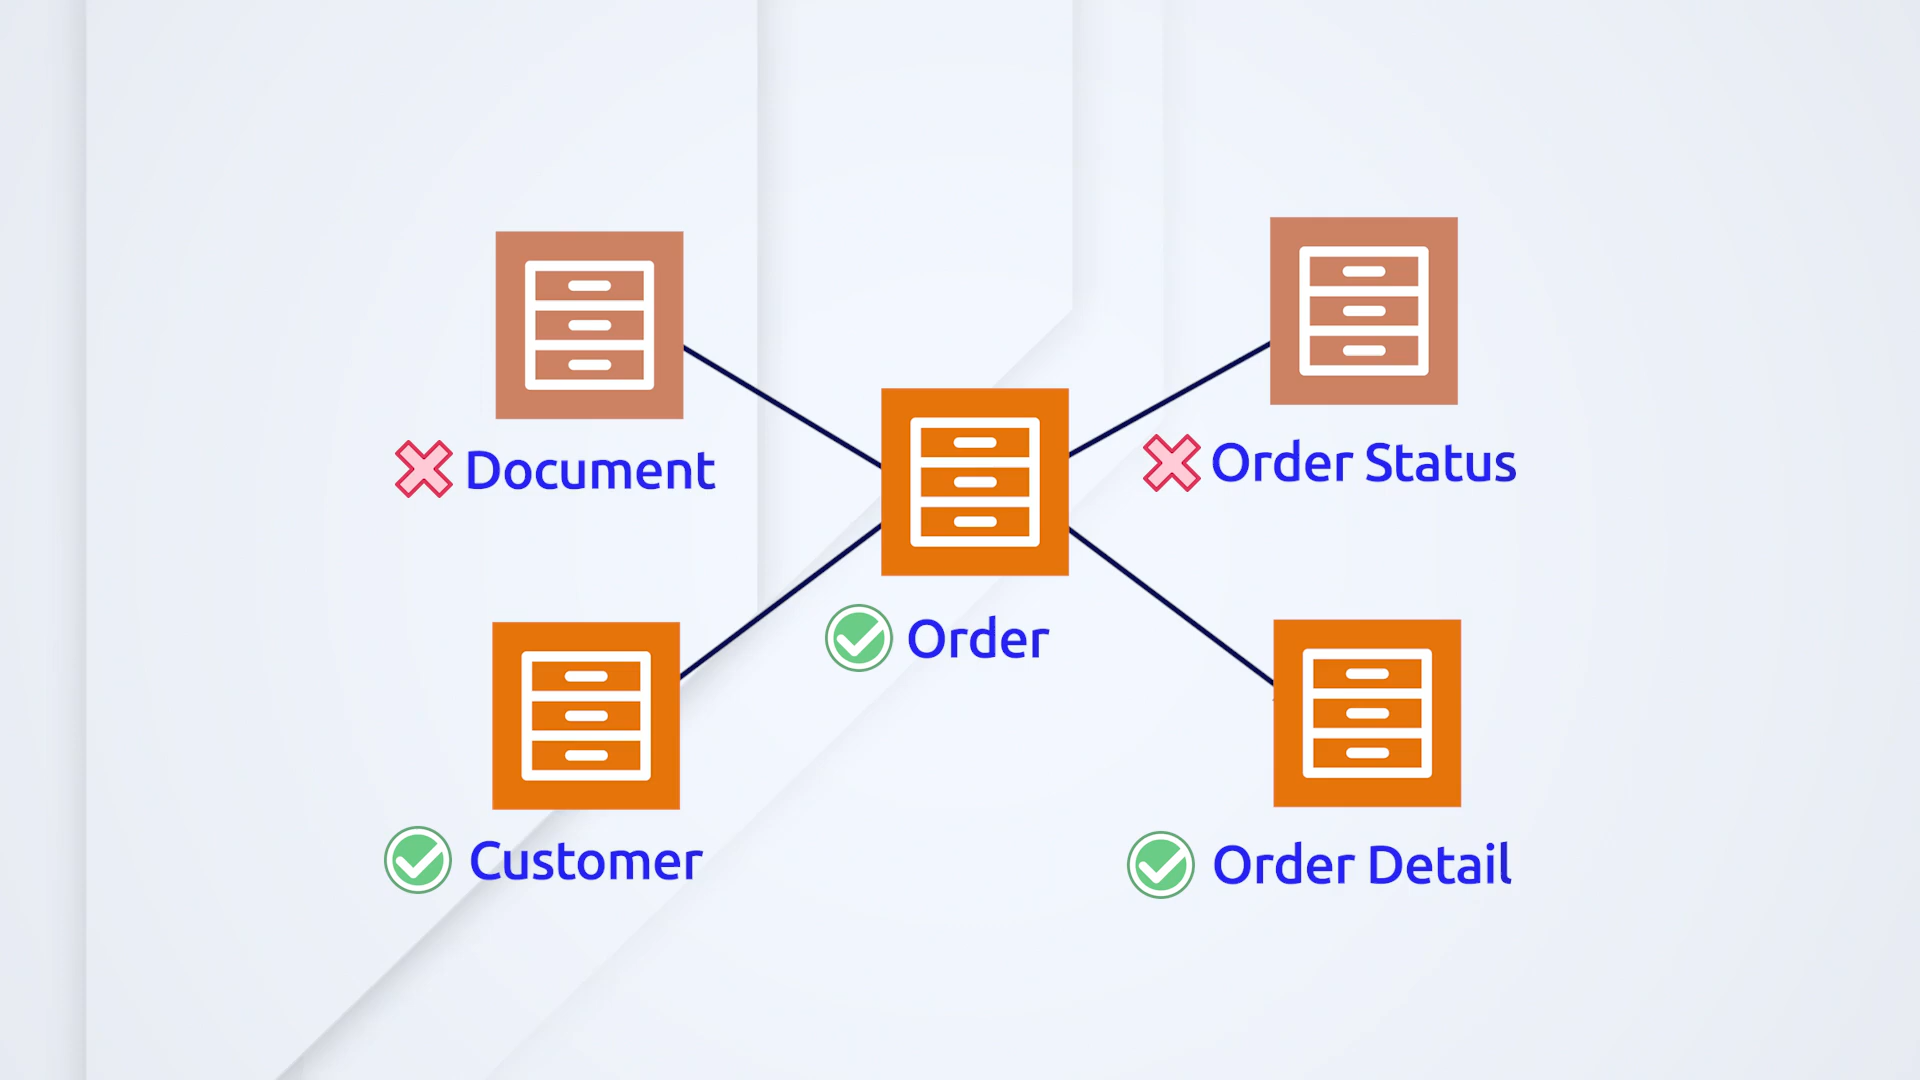 Document
Order Status
Order
Customer
Order Detail